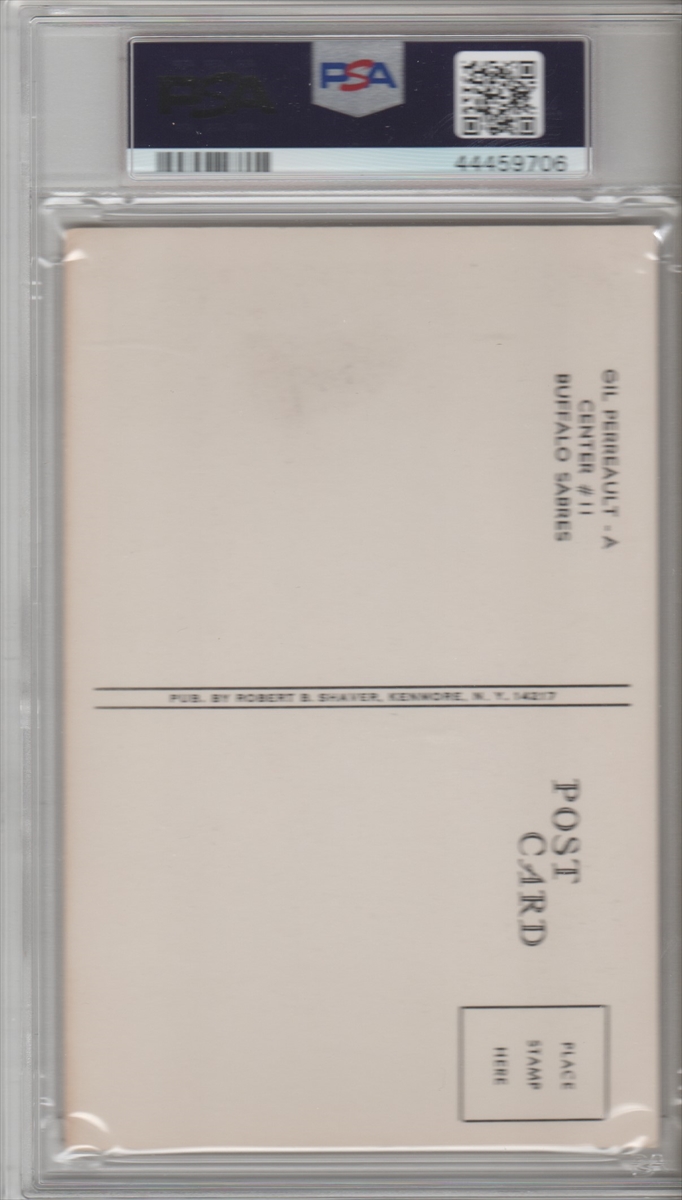 PSA
PSA
44459706
GIL PERREAULT - A
CENTER # 11
BUFFALO SABRES
PUB. BY ROBERT B. SHAVER, KENMORE, N. Y. 14217
POST
CARD
PLACE
STAMP
HERE